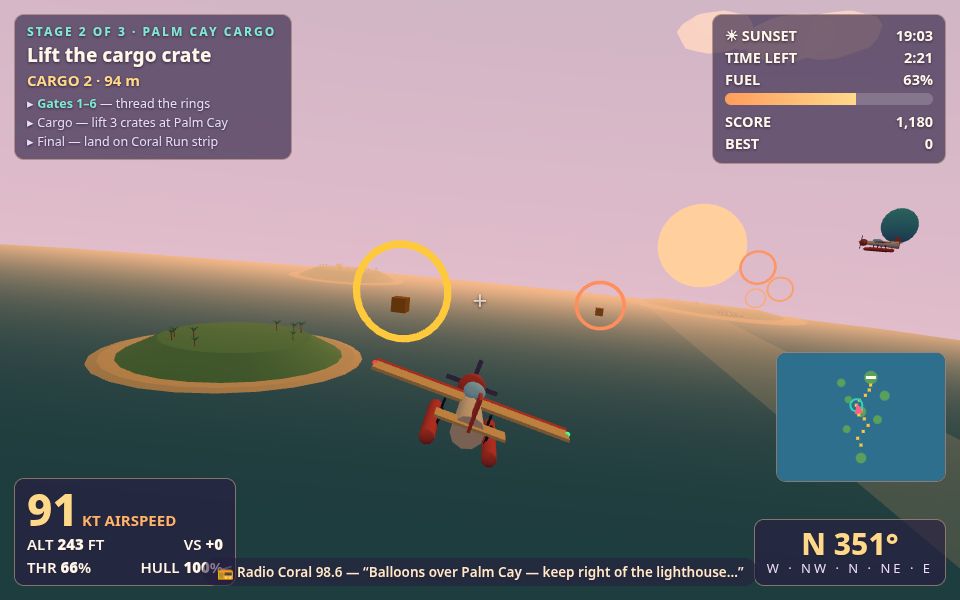 STAGE 2 OF 3 · PALM CAY CARGO
Lift the cargo crate
CARGO 2 · 94 m
▸ Gates 1–6 — thread the rings
▸ Cargo — lift 3 crates at Palm Cay
▸ Final — land on Coral Run strip
☀ SUNSET 19:03
TIME LEFT 2:21
FUEL 63%
SCORE 1,180
BEST 0
91 KT AIRSPEED
ALT 243 FT VS +0
THR 66% HULL 100%
📻 Radio Coral 98.6 — “Balloons over Palm Cay — keep right of the lighthouse…”
N 351°
W · NW · N · NE · E